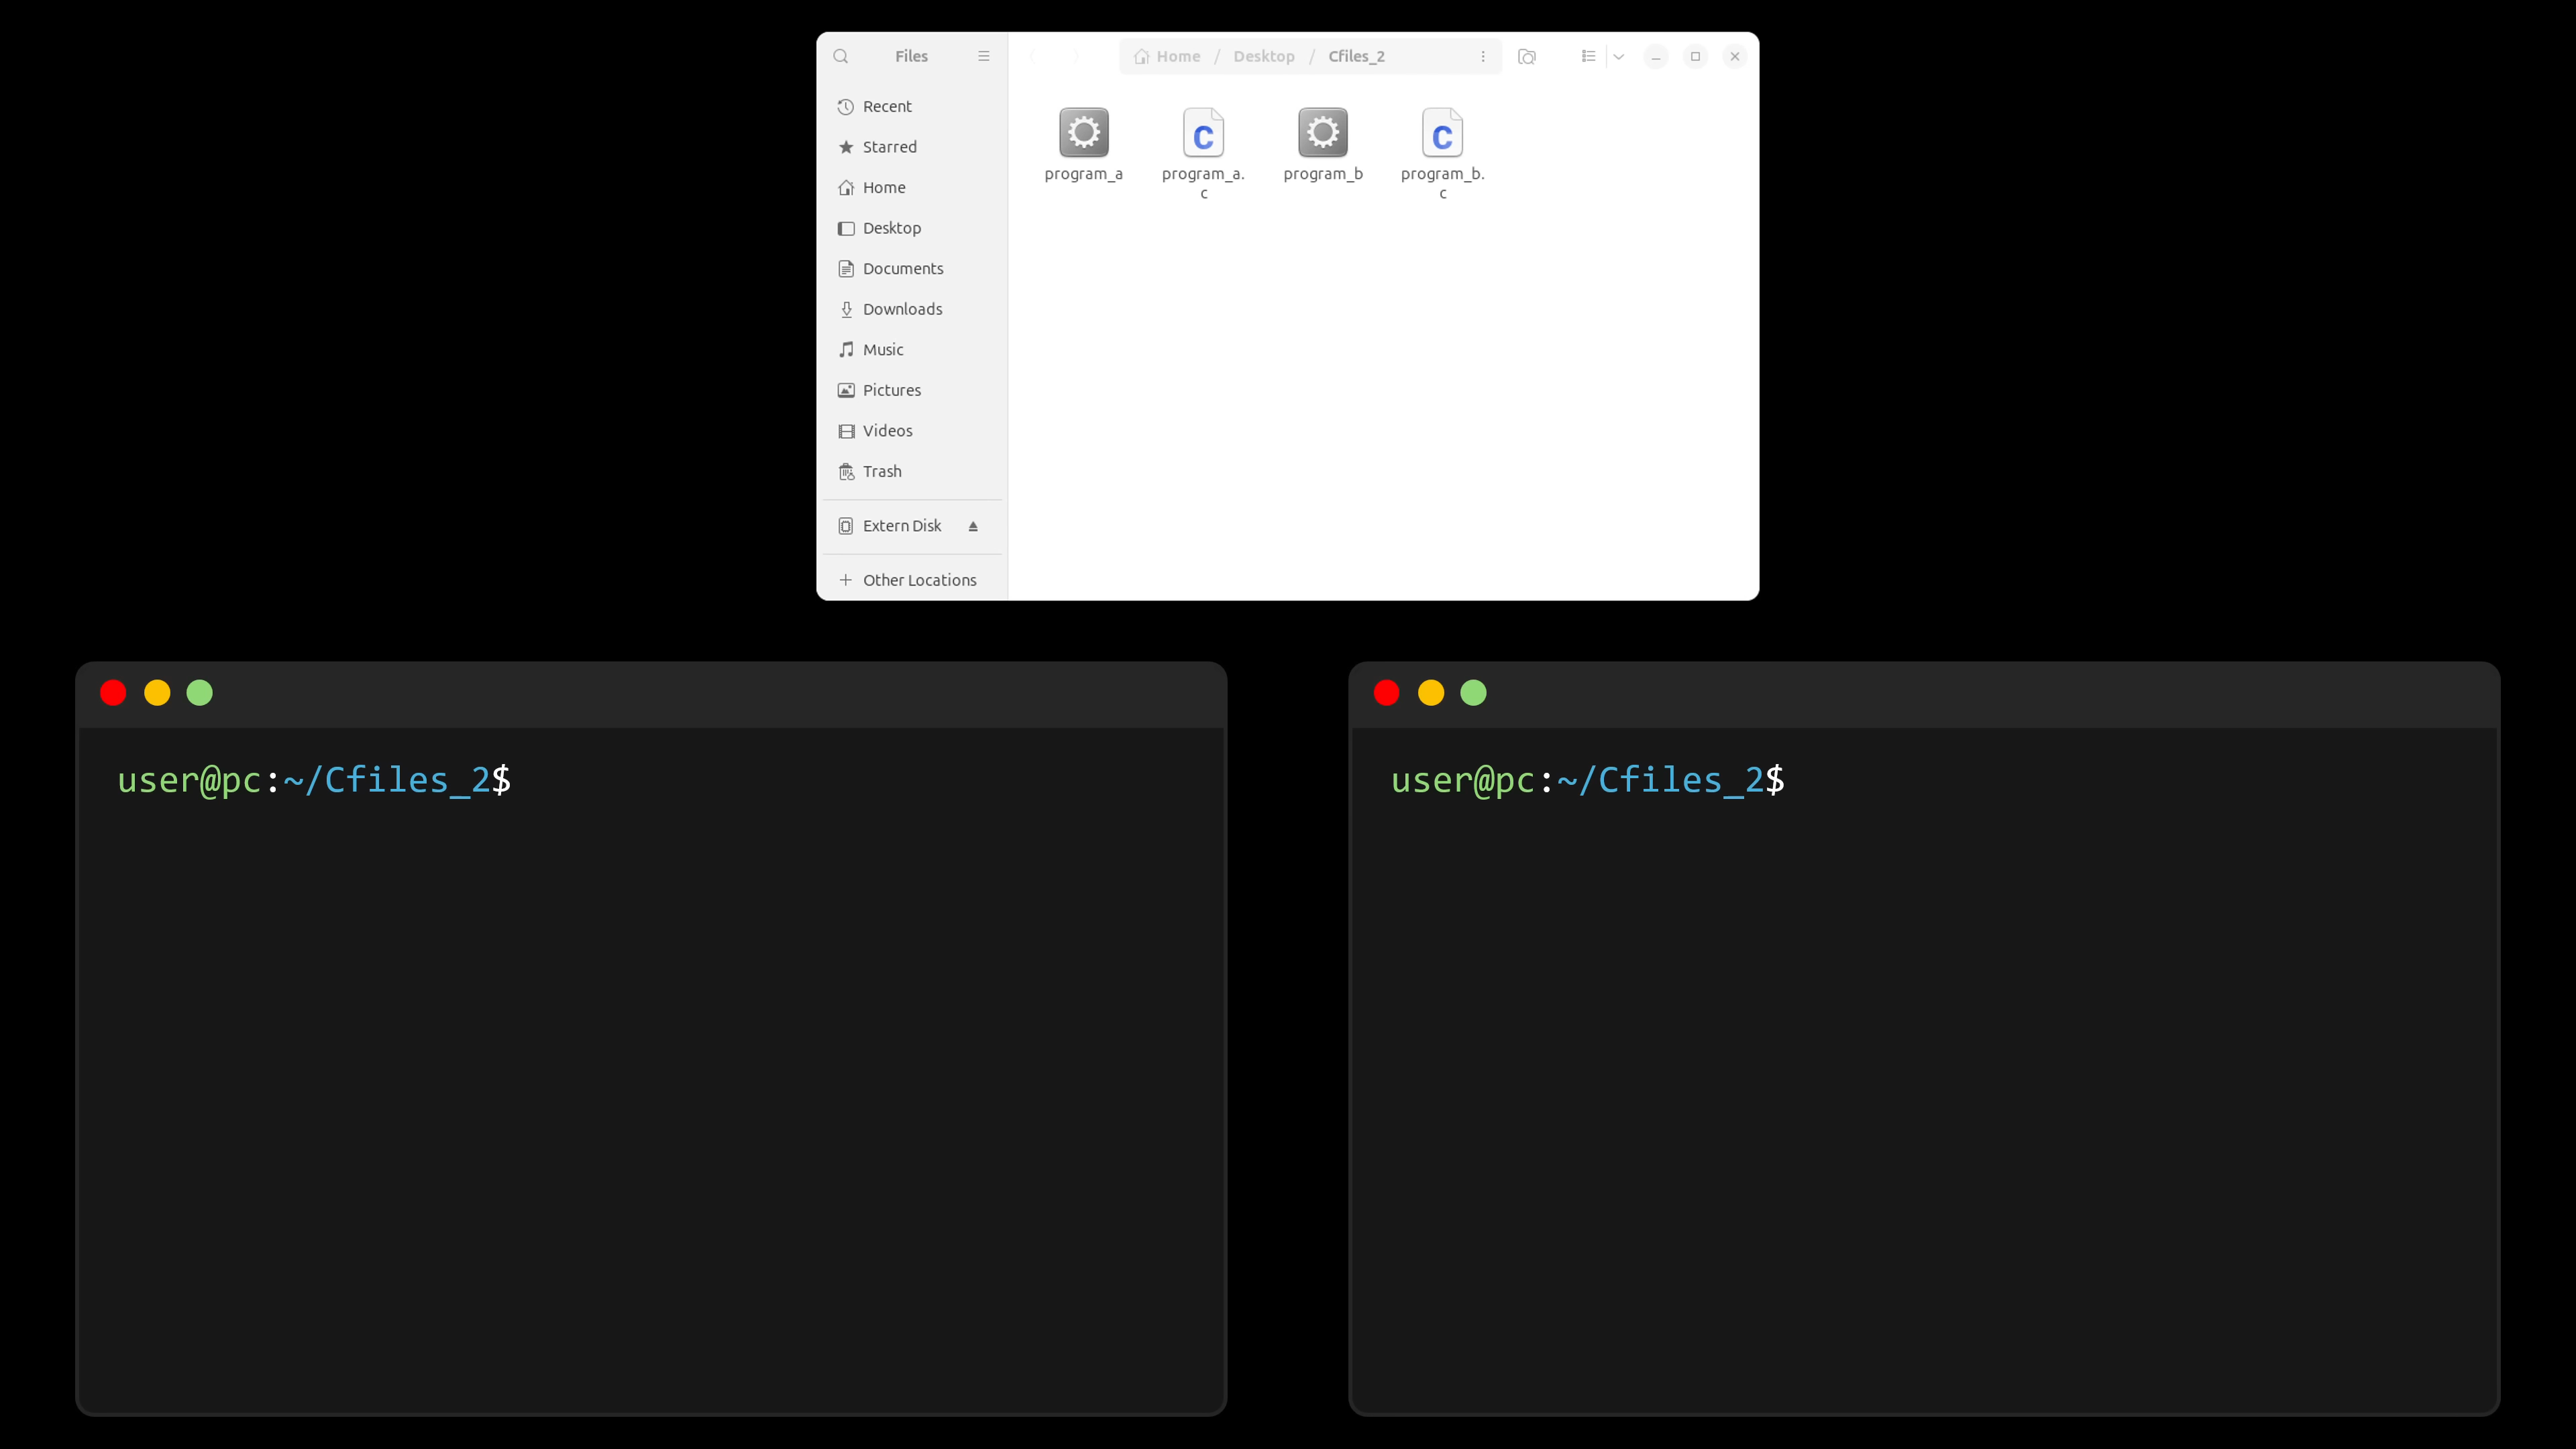 Files
Home / Desktop / Cfiles_2
Recent
Starred
Home
Desktop
Documents
Downloads
Music
Pictures
Videos
Trash
Extern Disk
Other Locations
program_a
program_a.
c
program_b
program_b.
c
user@pc:~/Cfiles_2$
user@pc:~/Cfiles_2$